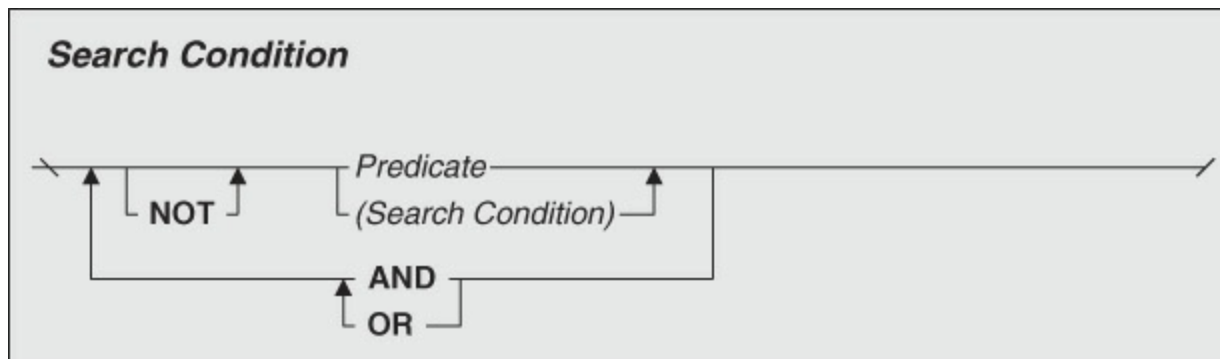 Search Condition
Predicate
NOT
(Search Condition)
AND
OR